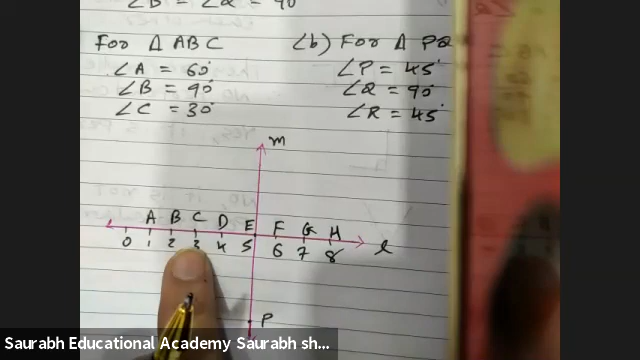 ∠B = ∠Q = 90°
For Δ ABC
∠A = 60°
∠B = 90°
∠C = 30°
(b) For Δ PQ
∠P = 45°
∠Q = 90°
∠R = 45°
m
A B C D E F G H
0 1 2 3 4 5 6 7 8 l
P
Saurabh Educational Academy Saurabh sh...